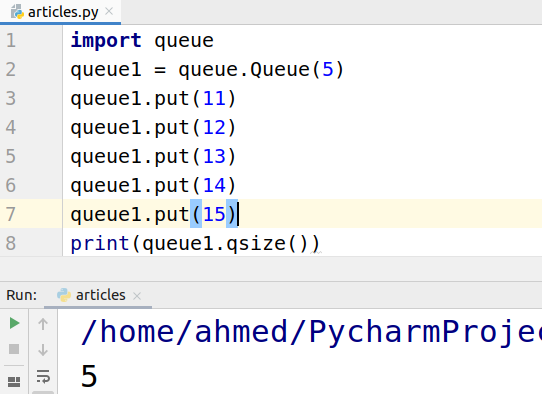 articles.py
1 import queue
2 queue1 = queue.Queue(5)
3 queue1.put(11)
4 queue1.put(12)
5 queue1.put(13)
6 queue1.put(14)
7 queue1.put(15)
8 print(queue1.qsize())
Run: articles
/home/ahmed/PycharmProje
5